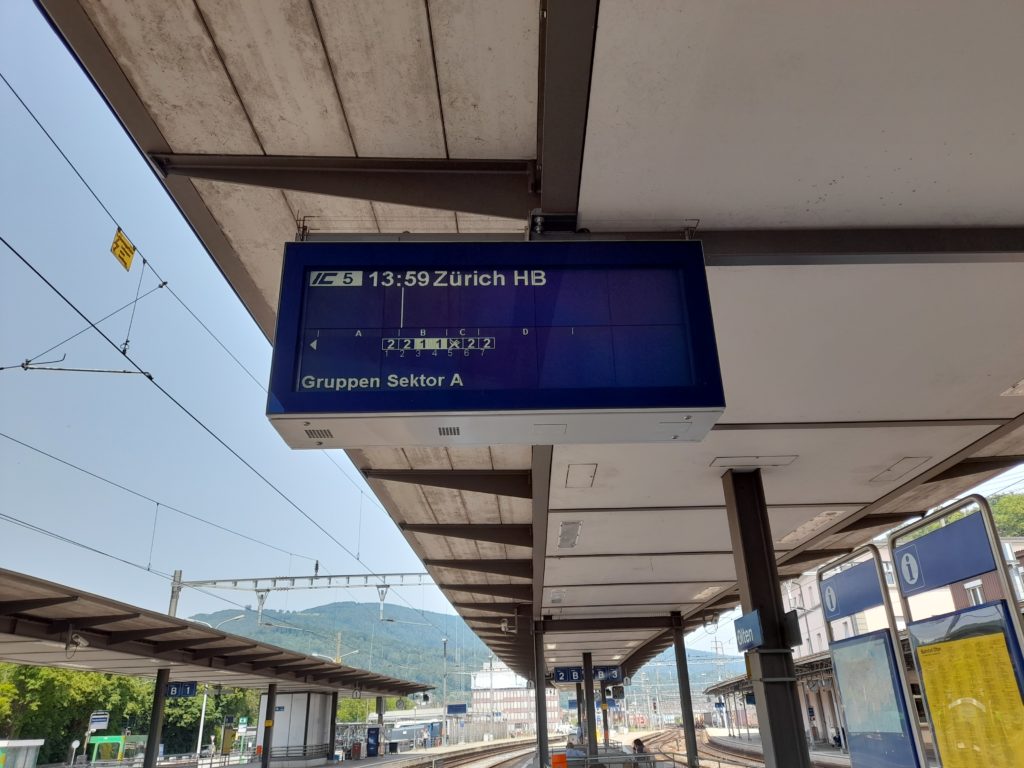 IC 5 13:59 Zürich HB
A B C D
2 2 1 1 2 2
1 2 3 4 5 6 7
Gruppen Sektor A
Olten
2 B
B 3
B 1
i
i